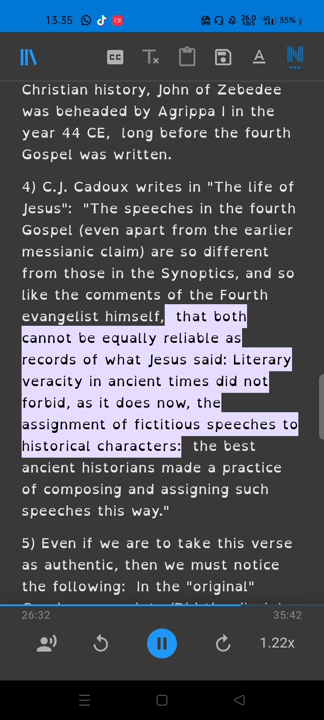 13.35
26.0
KB/S
4G
35%
CC
A
N
Christian history, John of Zebedee
was beheaded by Agrippa I in the
year 44 CE, long before the fourth
Gospel was written.
4) C.J. Cadoux writes in "The life of
Jesus": "The speeches in the fourth
Gospel (even apart from the earlier
messianic claim) are so different
from those in the Synoptics, and so
like the comments of the Fourth
evangelist himself, that both
cannot be equally reliable as
records of what Jesus said: Literary
veracity in ancient times did not
forbid, as it does now, the
assignment of fictitious speeches to
historical characters: the best
ancient historians made a practice
of composing and assigning such
speeches this way."
5) Even if we are to take this verse
as authentic, then we must notice
the following: In the "original"
26:32
35:42
1.22x